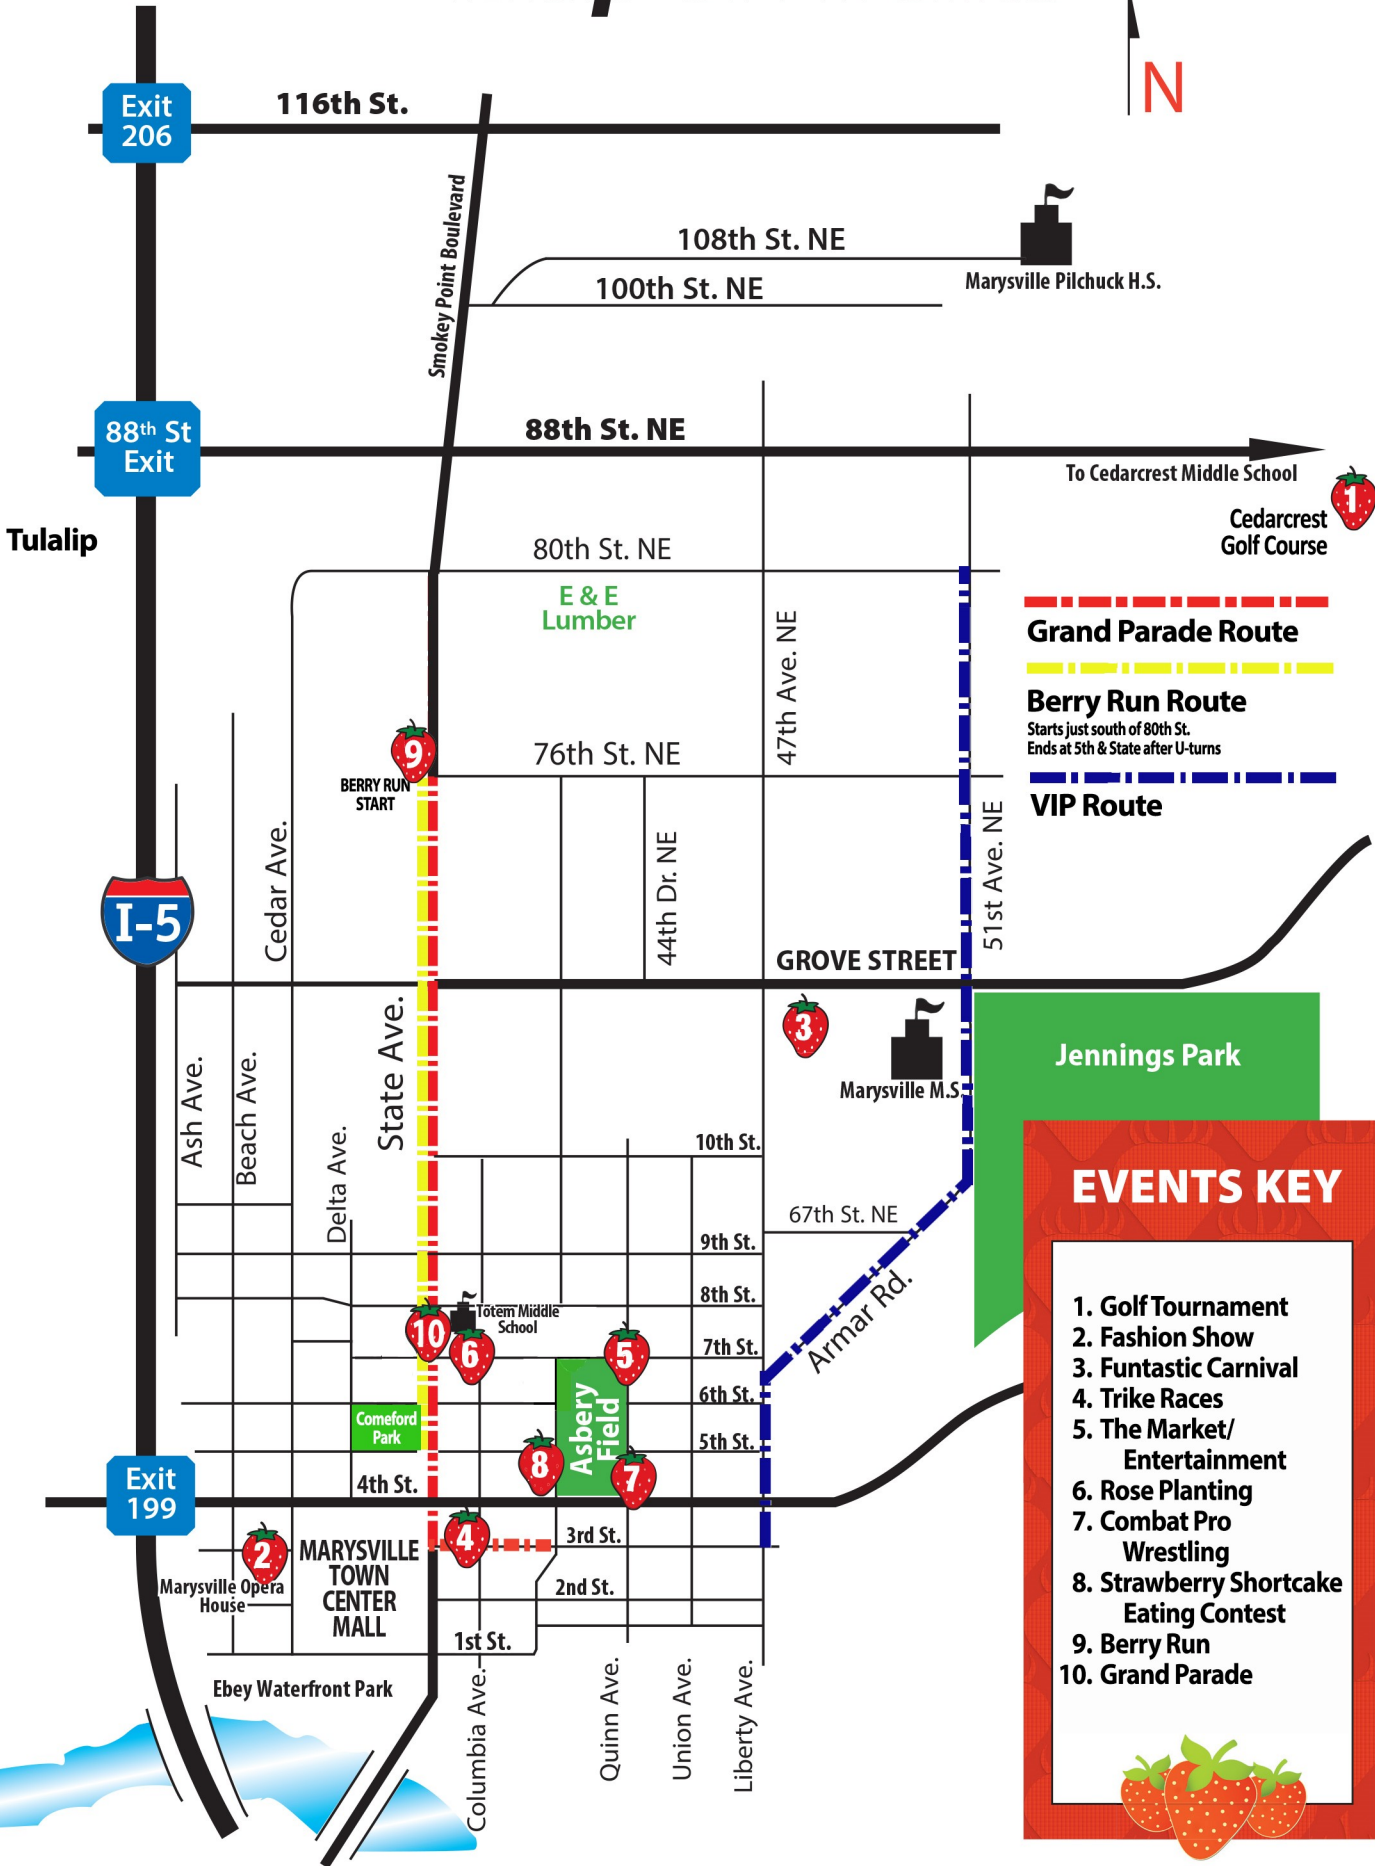 N
Exit
206
116th St.
Smokey Point Boulevard
108th St. NE
100th St. NE
Marysville Pilchuck H.S.
88th St
Exit
88th St. NE
To Cedarcrest Middle School
1
Cedarcrest
Golf Course
Tulalip
80th St. NE
E & E
Lumber
47th Ave. NE
Grand Parade Route
Berry Run Route
Starts just south of 80th St.
Ends at 5th & State after U-turns
VIP Route
9
BERRY RUN
START
76th St. NE
Cedar Ave.
44th Dr. NE
51st Ave. NE
I-5
GROVE STREET
State Ave.
3
Marysville M.S.
Jennings Park
Ash Ave.
Beach Ave.
Delta Ave.
10th St.
67th St. NE
9th St.
8th St.
Totem Middle
School
10
6
5
7th St.
Armar Rd.
6th St.
Comeford
Park
Asbery
Field
5th St.
8
7
Exit
199
4th St.
4
3rd St.
2
MARYSVILLE
TOWN
CENTER
MALL
Marysville Opera
House
2nd St.
1st St.
Ebey Waterfront Park
Columbia Ave.
Quinn Ave.
Union Ave.
Liberty Ave.
EVENTS KEY
1. Golf Tournament
2. Fashion Show
3. Funtastic Carnival
4. Trike Races
5. The Market/
Entertainment
6. Rose Planting
7. Combat Pro
Wrestling
8. Strawberry Shortcake
Eating Contest
9. Berry Run
10. Grand Parade